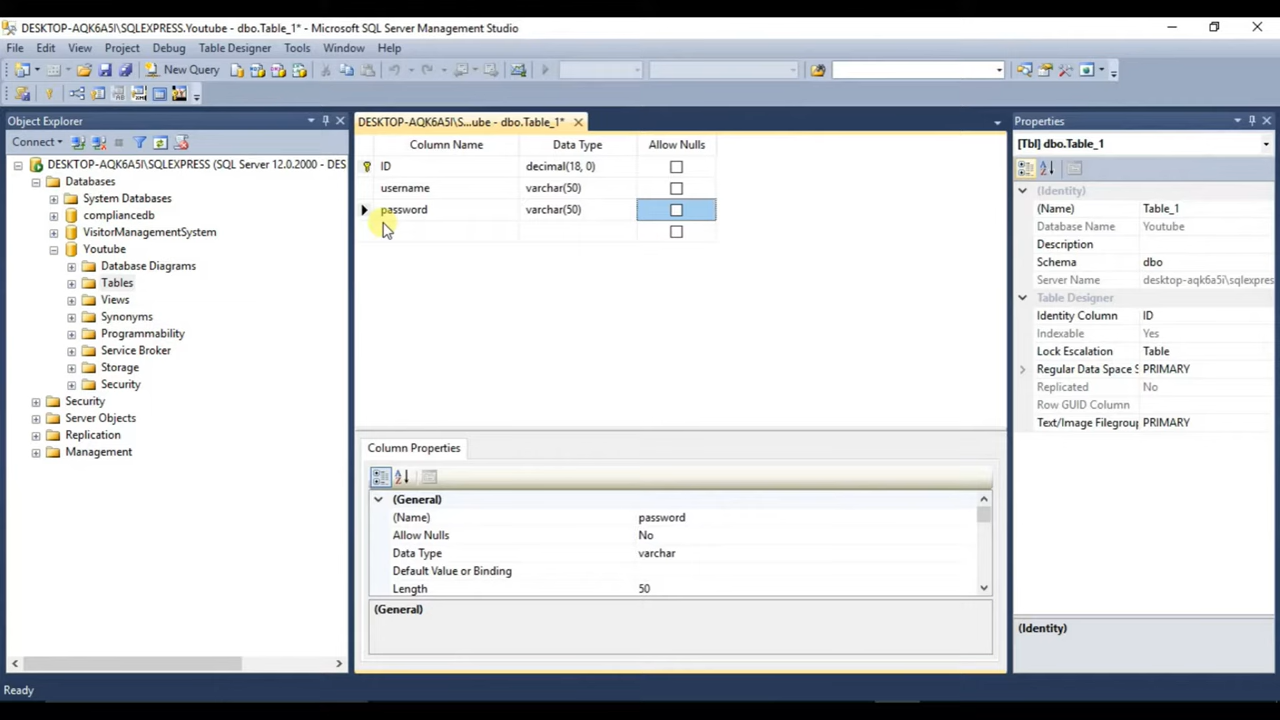 DESKTOP-AQK6A5I\SQLEXPRESS.Youtube - dbo.Table_1* - Microsoft SQL Server Management Studio
File Edit View Project Debug Table Designer Tools Window Help
New Query
Object Explorer
Connect
DESKTOP-AQK6A5I\SQLEXPRESS (SQL Server 12.0.2000 - DES
Databases
System Databases
compliancedb
VisitorManagementSystem
Youtube
Database Diagrams
Tables
Views
Synonyms
Programmability
Service Broker
Storage
Security
Security
Server Objects
Replication
Management
DESKTOP-AQK6A5I\S...ube - dbo.Table_1*
Column Name Data Type Allow Nulls
ID decimal(18, 0)
username varchar(50)
password varchar(50)
Column Properties
(General)
(Name) password
Allow Nulls No
Data Type varchar
Default Value or Binding
Length 50
(General)
Properties
[Tbl] dbo.Table_1
(Identity)
(Name) Table_1
Database Name Youtube
Description
Schema dbo
Server Name desktop-aqk6a5i\sqlexpres
Table Designer
Identity Column ID
Indexable Yes
Lock Escalation Table
Regular Data Space S PRIMARY
Replicated No
Row GUID Column
Text/Image Filegrou PRIMARY
(Identity)
Ready